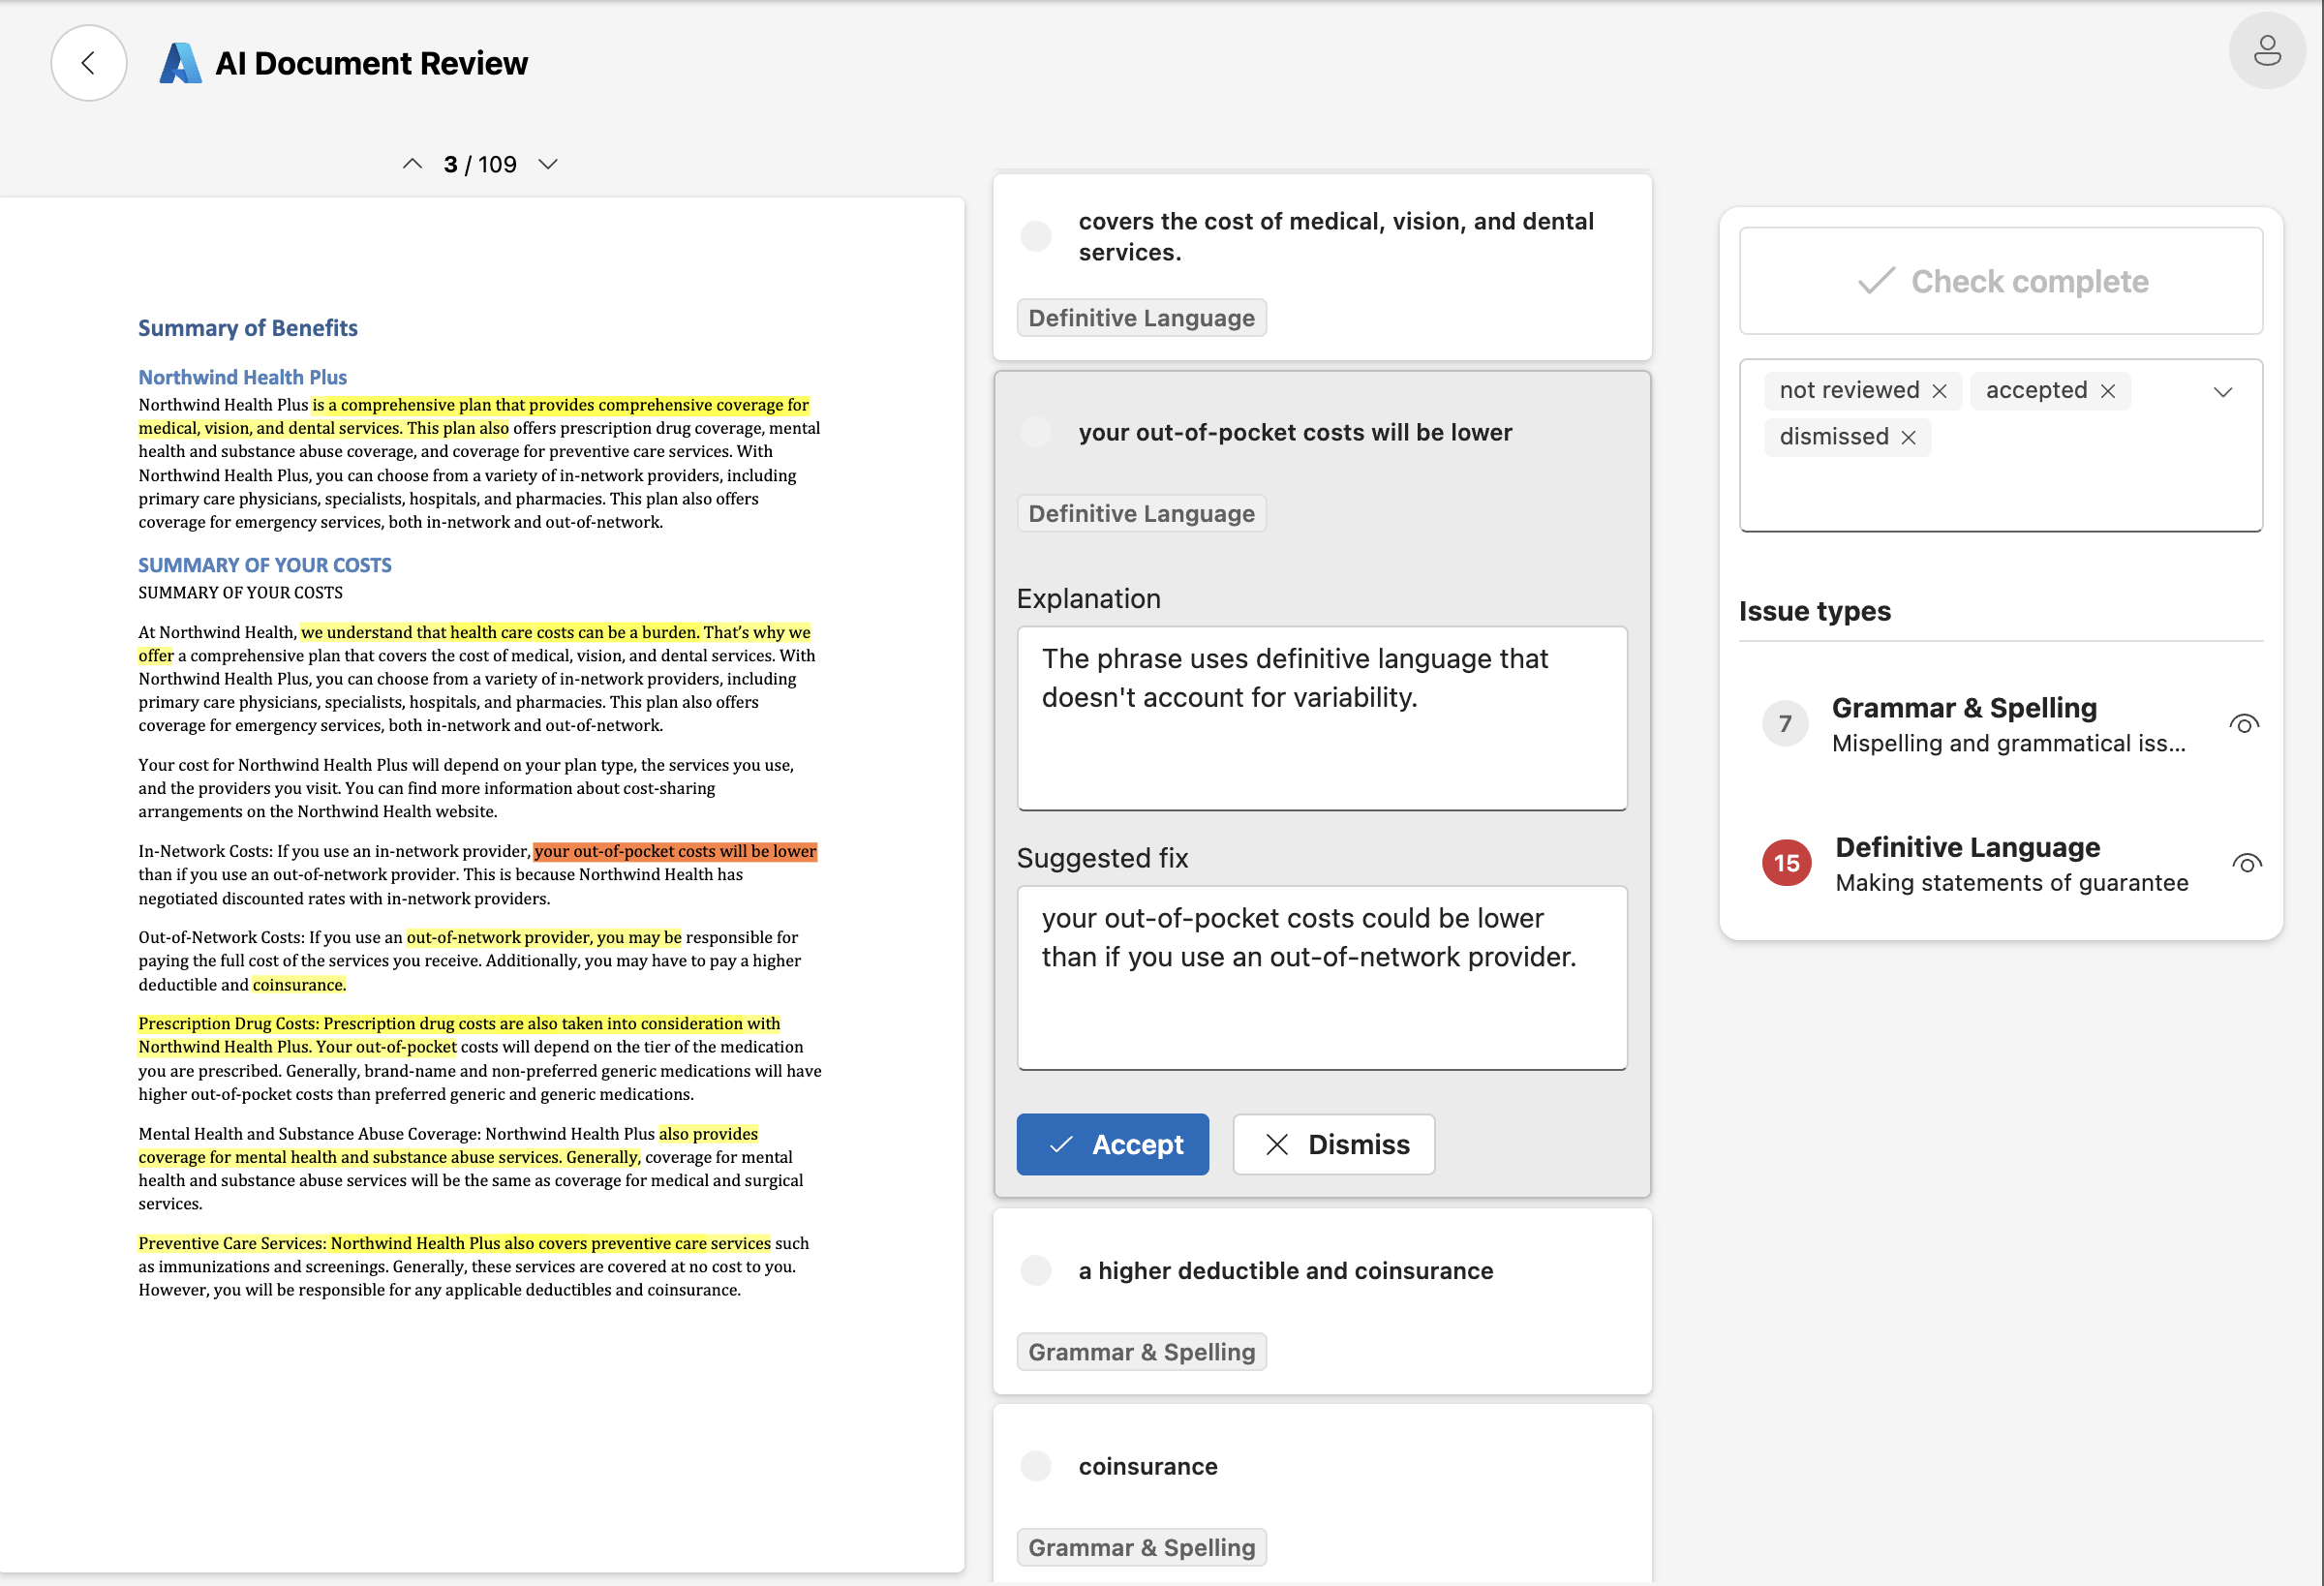 AI Document Review
3 / 109
Summary of Benefits
Northwind Health Plus
Northwind Health Plus is a comprehensive plan that provides comprehensive coverage for
medical, vision, and dental services. This plan also offers prescription drug coverage, mental
health and substance abuse coverage, and coverage for preventive care services. With
Northwind Health Plus, you can choose from a variety of in-network providers, including
primary care physicians, specialists, hospitals, and pharmacies. This plan also offers
coverage for emergency services, both in-network and out-of-network.
SUMMARY OF YOUR COSTS
SUMMARY OF YOUR COSTS
At Northwind Health, we understand that health care costs can be a burden. That’s why we
offer a comprehensive plan that covers the cost of medical, vision, and dental services. With
Northwind Health Plus, you can choose from a variety of in-network providers, including
primary care physicians, specialists, hospitals, and pharmacies. This plan also offers
coverage for emergency services, both in-network and out-of-network.
Your cost for Northwind Health Plus will depend on your plan type, the services you use,
and the providers you visit. You can find more information about cost-sharing
arrangements on the Northwind Health website.
In-Network Costs: If you use an in-network provider, your out-of-pocket costs will be lower
than if you use an out-of-network provider. This is because Northwind Health has
negotiated discounted rates with in-network providers.
Out-of-Network Costs: If you use an out-of-network provider, you may be responsible for
paying the full cost of the services you receive. Additionally, you may have to pay a higher
deductible and coinsurance.
Prescription Drug Costs: Prescription drug costs are also taken into consideration with
Northwind Health Plus. Your out-of-pocket costs will depend on the tier of the medication
you are prescribed. Generally, brand-name and non-preferred generic medications will have
higher out-of-pocket costs than preferred generic and generic medications.
Mental Health and Substance Abuse Coverage: Northwind Health Plus also provides
coverage for mental health and substance abuse services. Generally, coverage for mental
health and substance abuse services will be the same as coverage for medical and surgical
services.
Preventive Care Services: Northwind Health Plus also covers preventive care services such
as immunizations and screenings. Generally, these services are covered at no cost to you.
However, you will be responsible for any applicable deductibles and coinsurance.
covers the cost of medical, vision, and dental
services.
Definitive Language
your out-of-pocket costs will be lower
Definitive Language
Explanation
The phrase uses definitive language that
doesn't account for variability.
Suggested fix
your out-of-pocket costs could be lower
than if you use an out-of-network provider.
Accept
Dismiss
a higher deductible and coinsurance
Grammar & Spelling
coinsurance
Grammar & Spelling
Check complete
not reviewed
accepted
dismissed
Issue types
7
Grammar & Spelling
Mispelling and grammatical iss...
15
Definitive Language
Making statements of guarantee